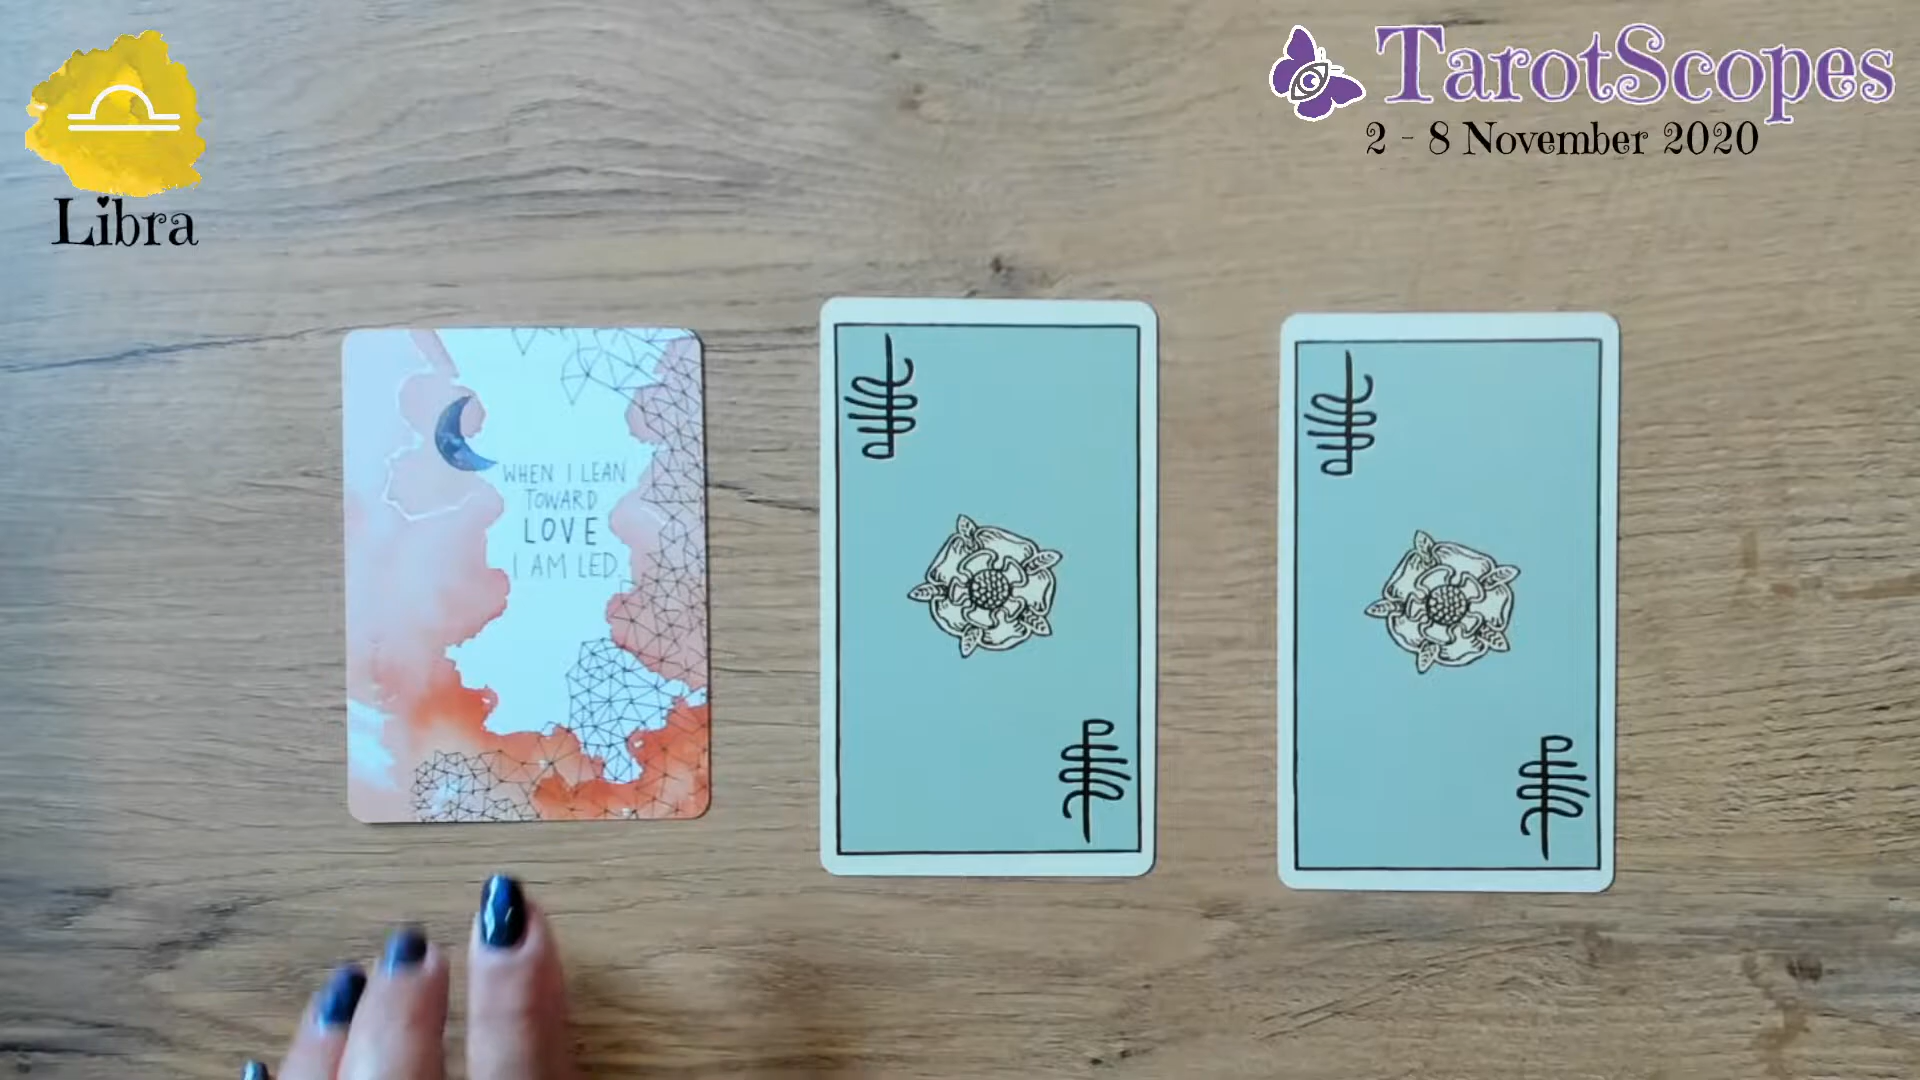 Libra
TarotScopes
2 - 8 November 2020
WHEN I LEAN
TOWARD
LOVE
I AM LED.